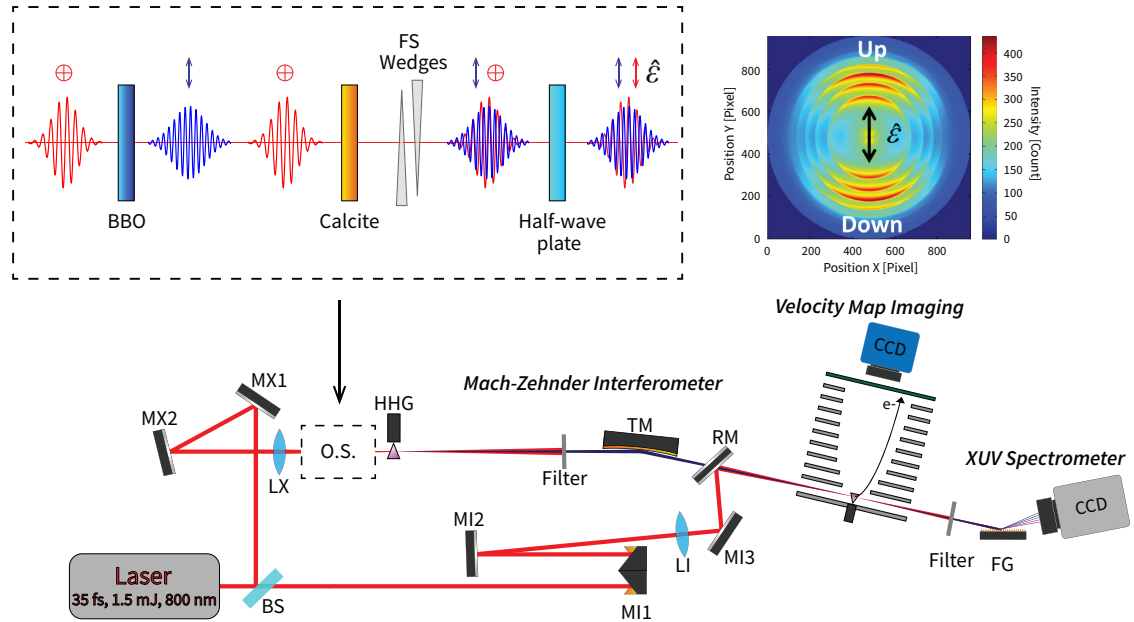 FS
Wedges
ε̂
BBO
Calcite
Half-wave
plate
Up
ε̂
Down
Position Y [Pixel]
800
600
400
200
0
0
200
400
600
800
Position X [Pixel]
400
350
300
250
200
150
100
50
0
Intensity [Count]
Velocity Map Imaging
CCD
e-
Mach-Zehnder Interferometer
MX1
MX2
HHG
O.S.
LX
Filter
TM
RM
XUV Spectrometer
CCD
MI2
LI
MI3
Filter
FG
Laser
35 fs, 1.5 mJ, 800 nm
BS
MI1